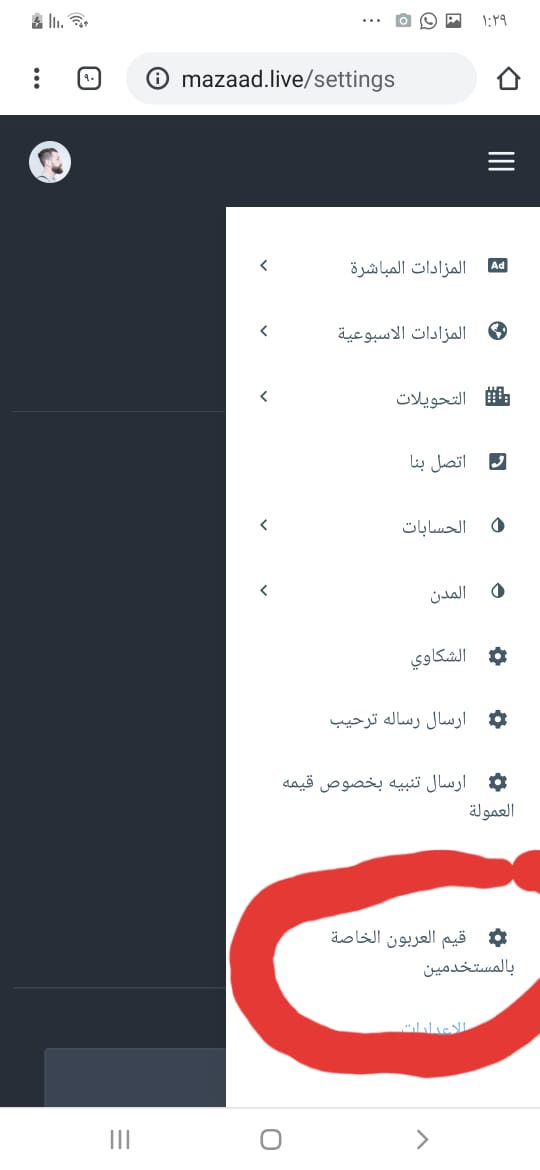 ١:٢٩
٩٠
mazaad.live/settings
Ad
المزادات المباشرة
المزادات الاسبوعية
التحويلات
اتصل بنا
الحسابات
المدن
الشكاوي
ارسال رساله ترحيب
ارسال تنبيه بخصوص قيمه
العمولة
قيم العربون الخاصة
بالمستخدمين
الاعدادات